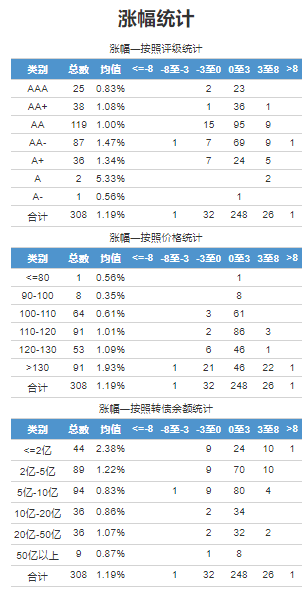 涨幅统计
涨幅—按照评级统计
类别 总数 均值 <=-8 -8至-3 -3至0 0至3 3至8 >8
AAA 25 0.83% 2 23
AA+ 38 1.08% 1 36 1
AA 119 1.00% 15 95 9
AA- 87 1.47% 1 7 69 9 1
A+ 36 1.34% 7 24 5
A 2 5.33% 2
A- 1 0.56% 1
合计 308 1.19% 1 32 248 26 1
涨幅—按照价格统计
类别 总数 均值 <=-8 -8至-3 -3至0 0至3 3至8 >8
<=80 1 0.56% 1
90-100 8 0.35% 8
100-110 64 0.61% 3 61
110-120 91 1.01% 2 86 3
120-130 53 1.09% 6 46 1
>130 91 1.93% 1 21 46 22 1
合计 308 1.19% 1 32 248 26 1
涨幅—按照转债余额统计
类别 总数 均值 <=-8 -8至-3 -3至0 0至3 3至8 >8
<=2亿 44 2.38% 9 24 10 1
2亿-5亿 89 1.22% 9 70 10
5亿-10亿 94 0.83% 1 9 80 4
10亿-20亿 36 0.86% 2 34
20亿-50亿 36 1.07% 2 32 2
50亿以上 9 0.87% 1 8
合计 308 1.19% 1 32 248 26 1